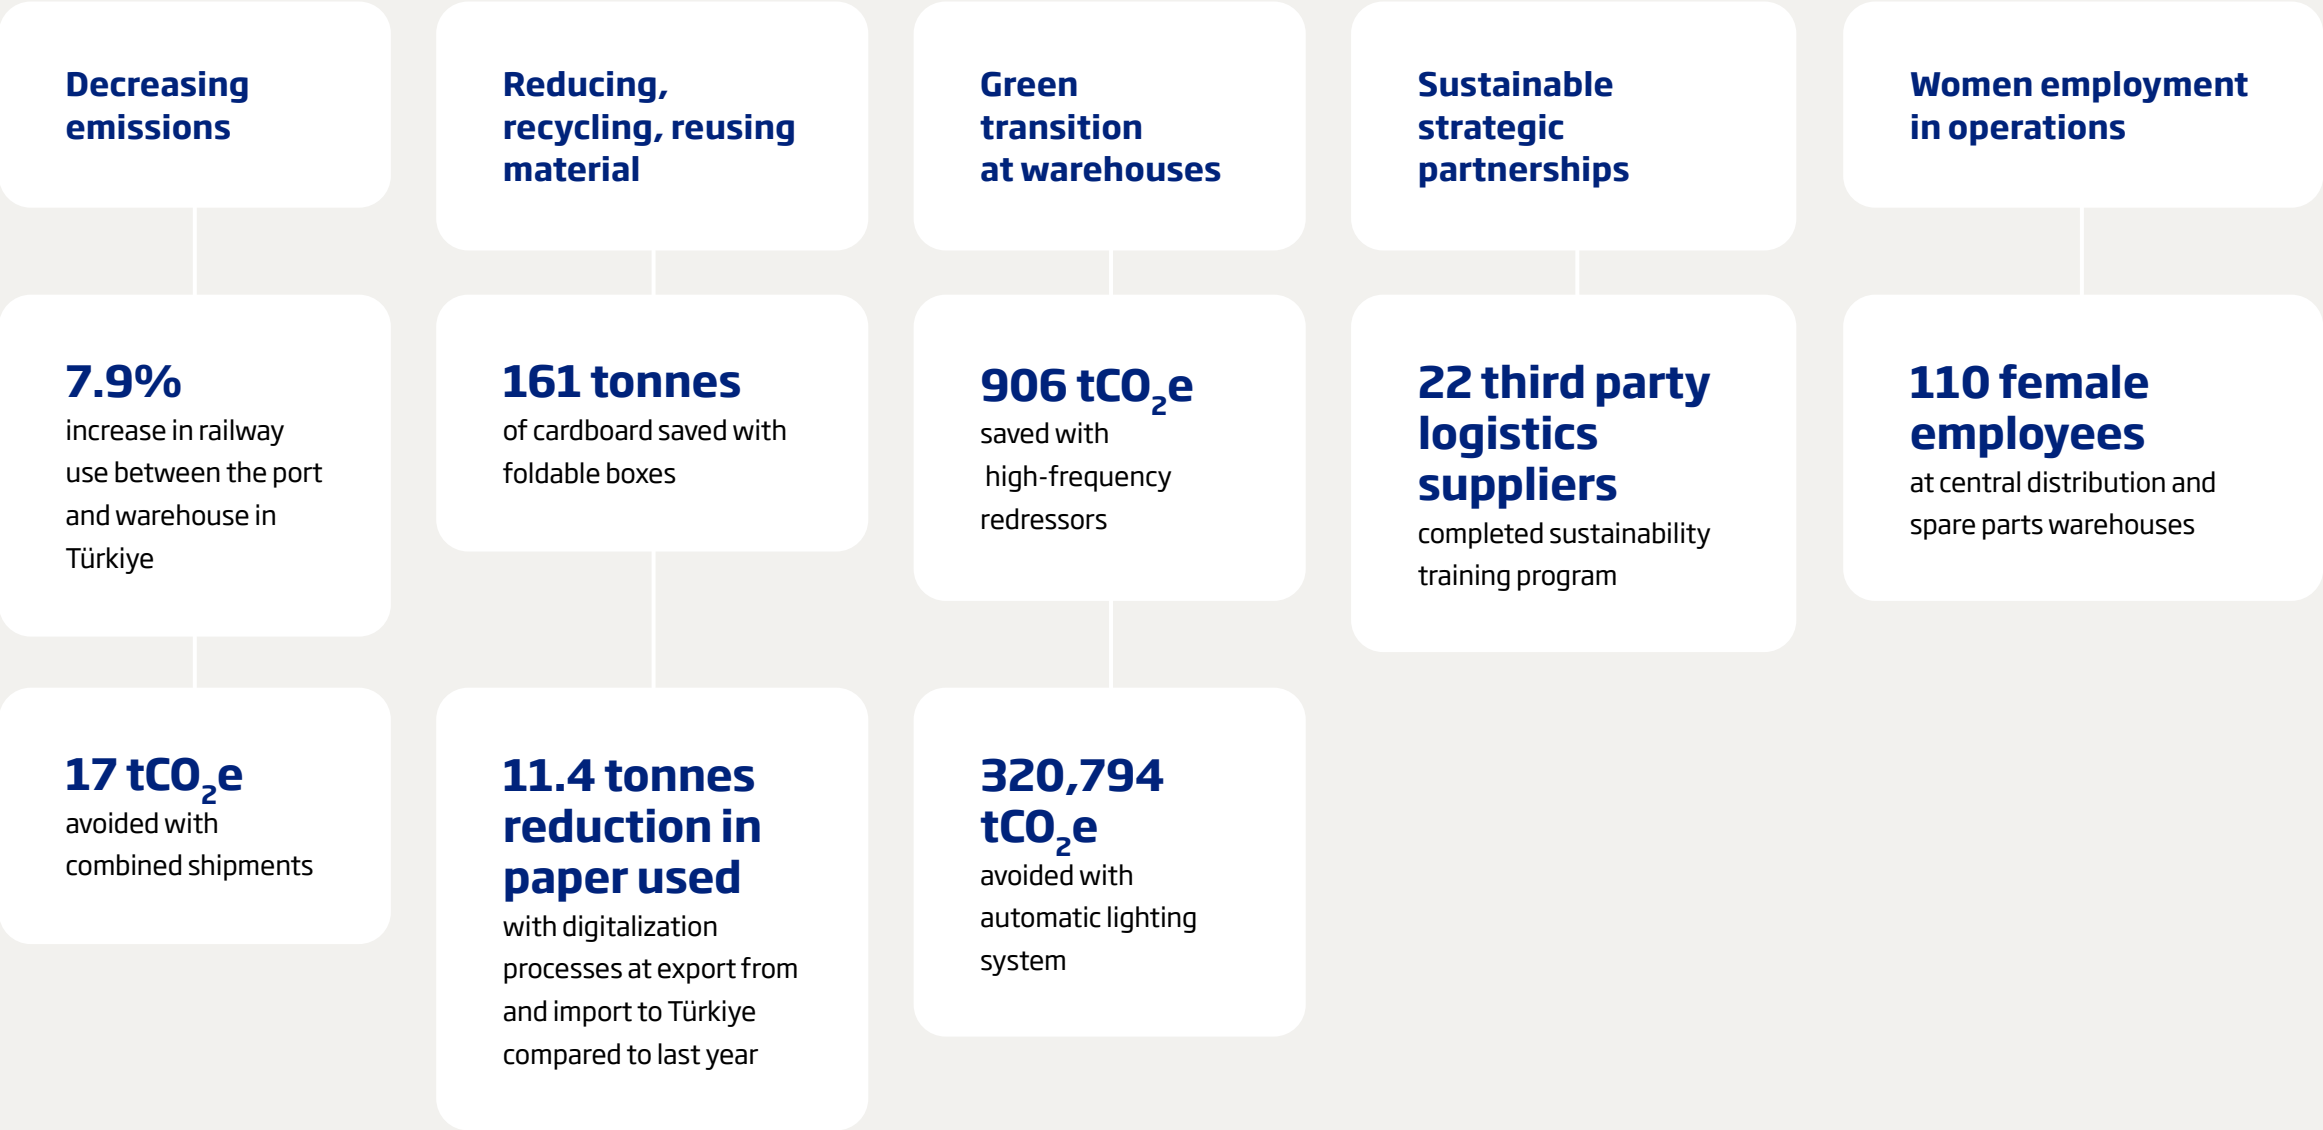 Decreasing
emissions
7.9%
increase in railway
use between the port
and warehouse in
Türkiye
17 tCO₂e
avoided with
combined shipments
Reducing,
recycling, reusing
material
161 tonnes
of cardboard saved with
foldable boxes
11.4 tonnes
reduction in
paper used
with digitalization
processes at export from
and import to Türkiye
compared to last year
Green
transition
at warehouses
906 tCO₂e
saved with
high-frequency
redressors
320,794
tCO₂e
avoided with
automatic lighting
system
Sustainable
strategic
partnerships
22 third party
logistics
suppliers
completed sustainability
training program
Women employment
in operations
110 female
employees
at central distribution and
spare parts warehouses